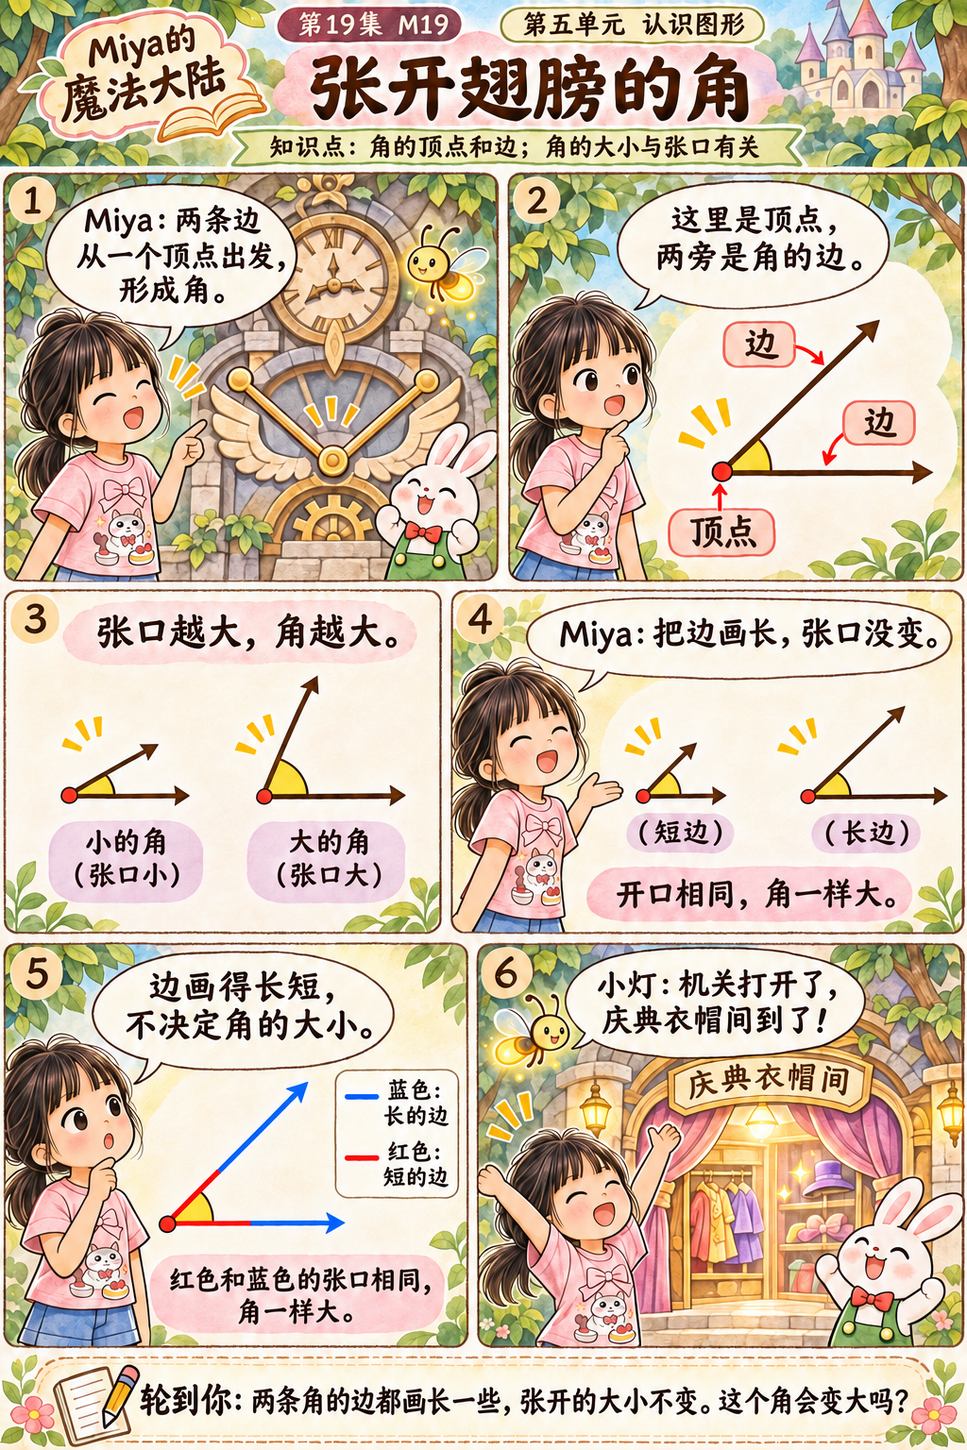 Miya的
魔法大陆
第19集 M19
第五单元 认识图形
张开翅膀的角
知识点：角的顶点和边；角的大小与张口有关
1
Miya：两条边
从一个顶点出发，
形成角。
2
这里是顶点，
两旁是角的边。
边
边
顶点
3
张口越大，角越大。
小的角
（张口小）
大的角
（张口大）
4
Miya：把边画长，张口没变。
（短边）
（长边）
开口相同，角一样大。
5
边画得长短，
不决定角的大小。
蓝色：
长的边
红色：
短的边
红色和蓝色的张口相同，
角一样大。
6
小灯：机关打开了，
庆典衣帽间到了！
庆典衣帽间
轮到你：两条角的边都画长一些，张开的大小不变。这个角会变大吗？